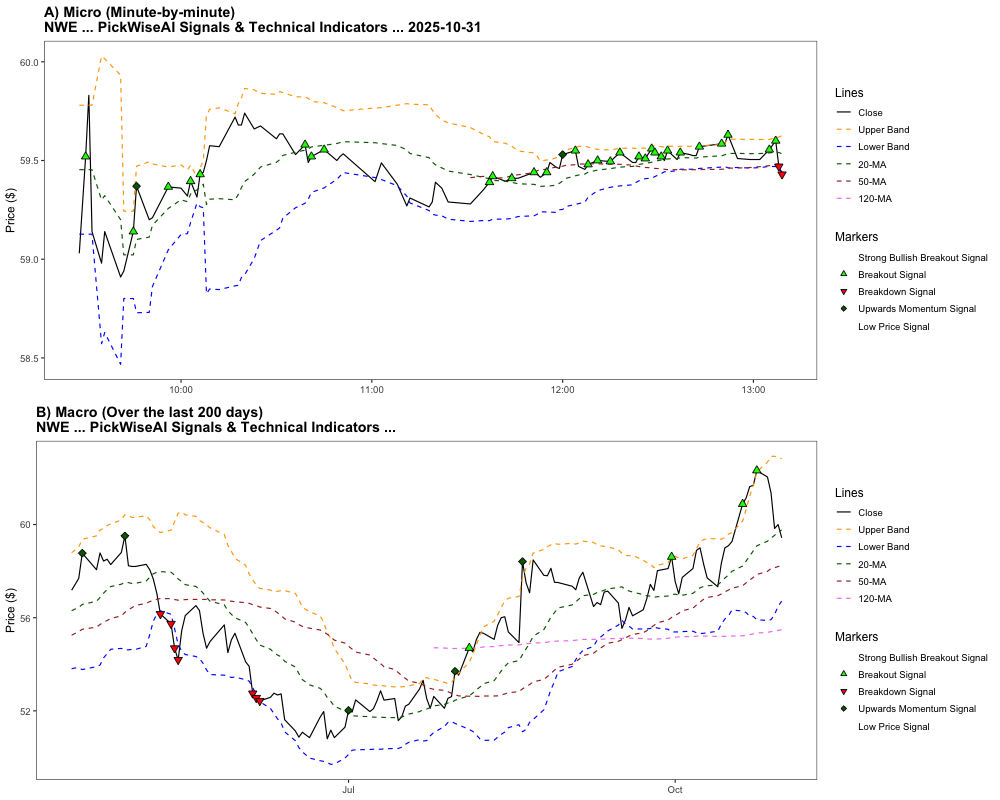 A) Micro (Minute-by-minute)
NWE ... PickWiseAI Signals & Technical Indicators ... 2025-10-31
Price ($)
60.0
59.5
59.0
58.5
10:00
11:00
12:00
13:00
Lines
Close
Upper Band
Lower Band
20-MA
50-MA
120-MA
Markers
Strong Bullish Breakout Signal
Breakout Signal
Breakdown Signal
Upwards Momentum Signal
Low Price Signal
B) Macro (Over the last 200 days)
NWE ... PickWiseAI Signals & Technical Indicators ...
Price ($)
60
56
52
Jul
Oct
Lines
Close
Upper Band
Lower Band
20-MA
50-MA
120-MA
Markers
Strong Bullish Breakout Signal
Breakout Signal
Breakdown Signal
Upwards Momentum Signal
Low Price Signal